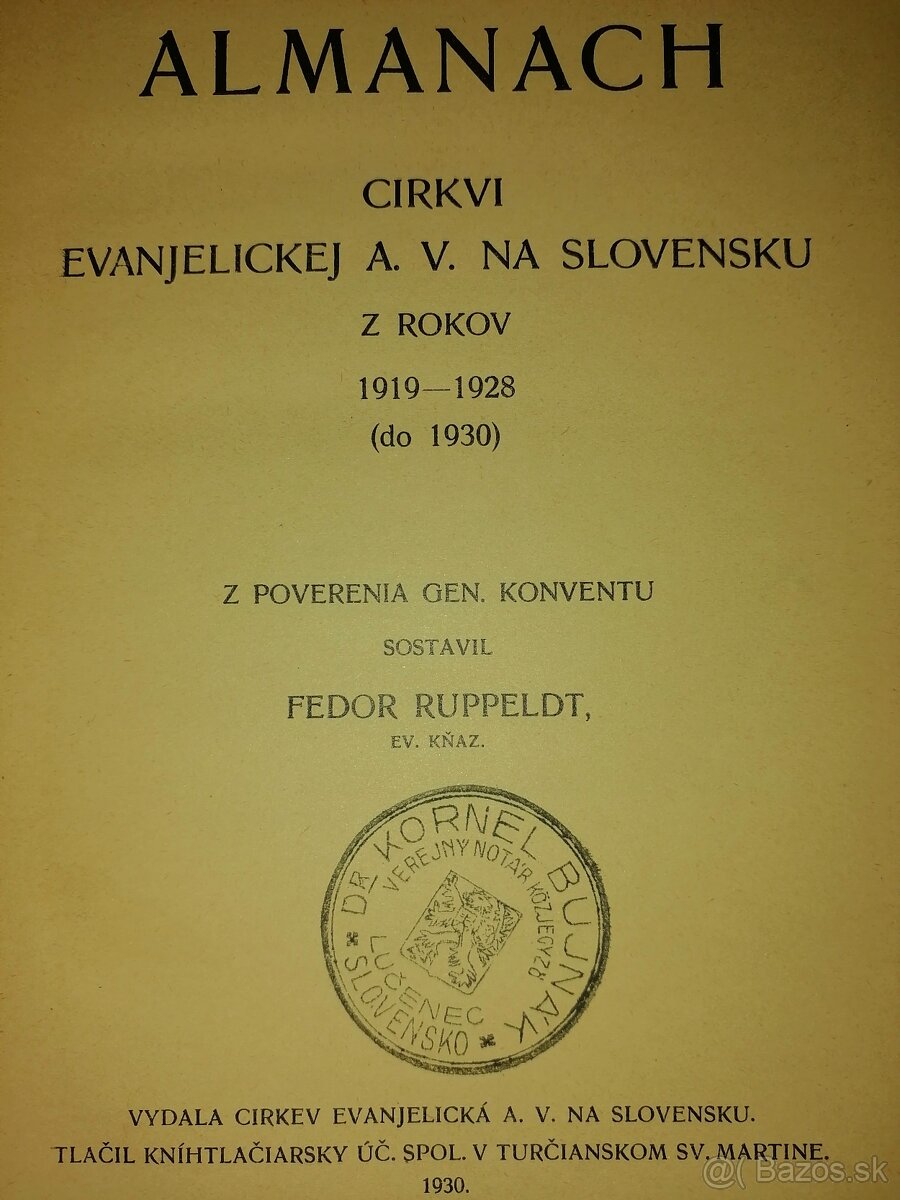 ALMANACH
CIRKVI
EVANJELICKEJ A. V. NA SLOVENSKU
Z ROKOV
1919—1928
(do 1930)
Z POVERENIA GEN. KONVENTU
SOSTAVIL
FEDOR RUPPELDT,
EV. KŇAZ.
DR KORNEL BUJNÁK
VEREJNÝ NOTÁR KÖZJEGYZŐ
LUČENEC
* SLOVENSKO *
VYDALA CIRKEV EVANJELICKÁ A. V. NA SLOVENSKU.
TLAČIL KNÍHTLAČIARSKY ÚČ. SPOL. V TURČIANSKOM SV. MARTINE.
1930.
@( Bazos.sk